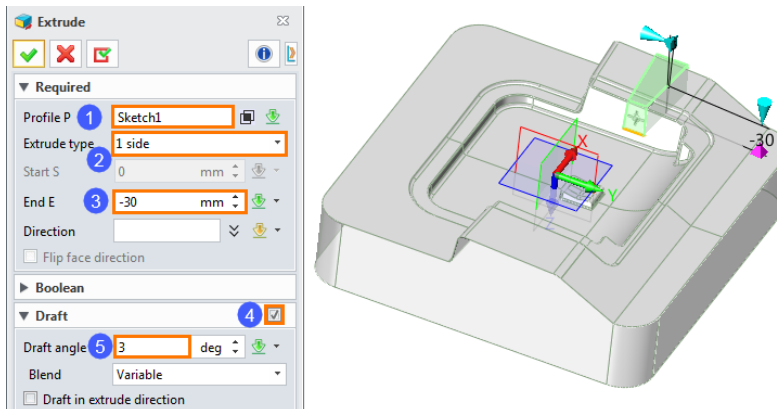 Extrude
Required
Profile P 1 Sketch1
Extrude type 1 side
2
Start S 0 mm
End E 3 -30 mm
Direction
Flip face direction
Boolean
Draft 4
Draft angle 5 3 deg
Blend Variable
Draft in extrude direction
X
Y
Z
-30